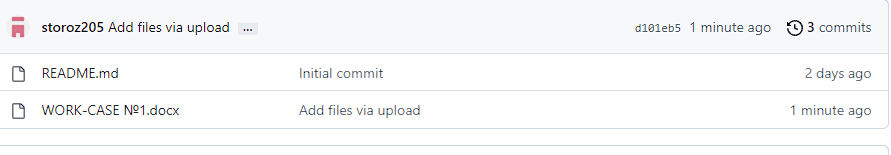 storoz205 Add files via upload ... d101eb5 1 minute ago 3 commits
README.md Initial commit 2 days ago
WORK-CASE №1.docx Add files via upload 1 minute ago